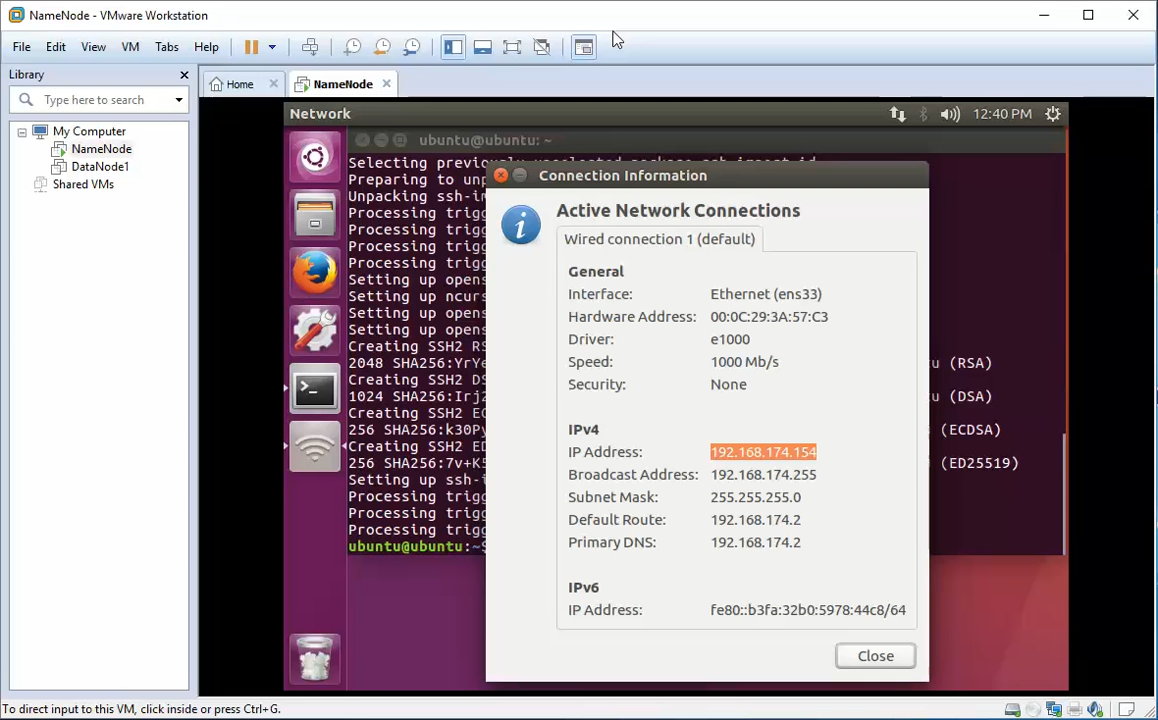 NameNode - VMware Workstation
File Edit View VM Tabs Help
Library
Type here to search
My Computer
NameNode
DataNode1
Shared VMs
Home
NameNode
Network
12:40 PM
ubuntu@ubuntu: ~
Selecting previously unselected package ssh-import-id.
Preparing to unp
Unpacking ssh-im
Processing trigg
Processing trigg
Processing trigg
Processing trigg
Setting up opens
Setting up ncurs
Setting up opens
Setting up opens
Creating SSH2 RS
2048 SHA256:YrYe u (RSA)
Creating SSH2 DS
1024 SHA256:Irj2 u (DSA)
Creating SSH2 EC
256 SHA256:k30Py (ECDSA)
Creating SSH2 ED
256 SHA256:7v+K5 (ED25519)
Setting up ssh-i
Processing trigg
Processing trigg
Processing trigg
ubuntu@ubuntu:~$
Connection Information
Active Network Connections
Wired connection 1 (default)
General
Interface: Ethernet (ens33)
Hardware Address: 00:0C:29:3A:57:C3
Driver: e1000
Speed: 1000 Mb/s
Security: None
IPv4
IP Address: 192.168.174.154
Broadcast Address: 192.168.174.255
Subnet Mask: 255.255.255.0
Default Route: 192.168.174.2
Primary DNS: 192.168.174.2
IPv6
IP Address: fe80::b3fa:32b0:5978:44c8/64
Close
To direct input to this VM, click inside or press Ctrl+G.